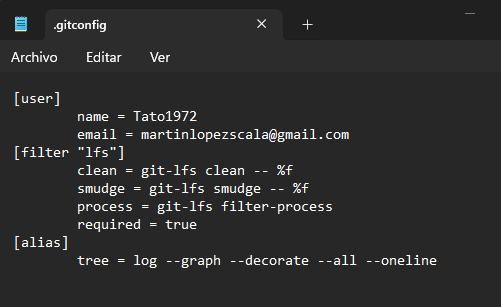 .gitconfig
Archivo Editar Ver
[user]
name = Tato1972
email = martinlopezscala@gmail.com
[filter "lfs"]
clean = git-lfs clean -- %f
smudge = git-lfs smudge -- %f
process = git-lfs filter-process
required = true
[alias]
tree = log --graph --decorate --all --oneline